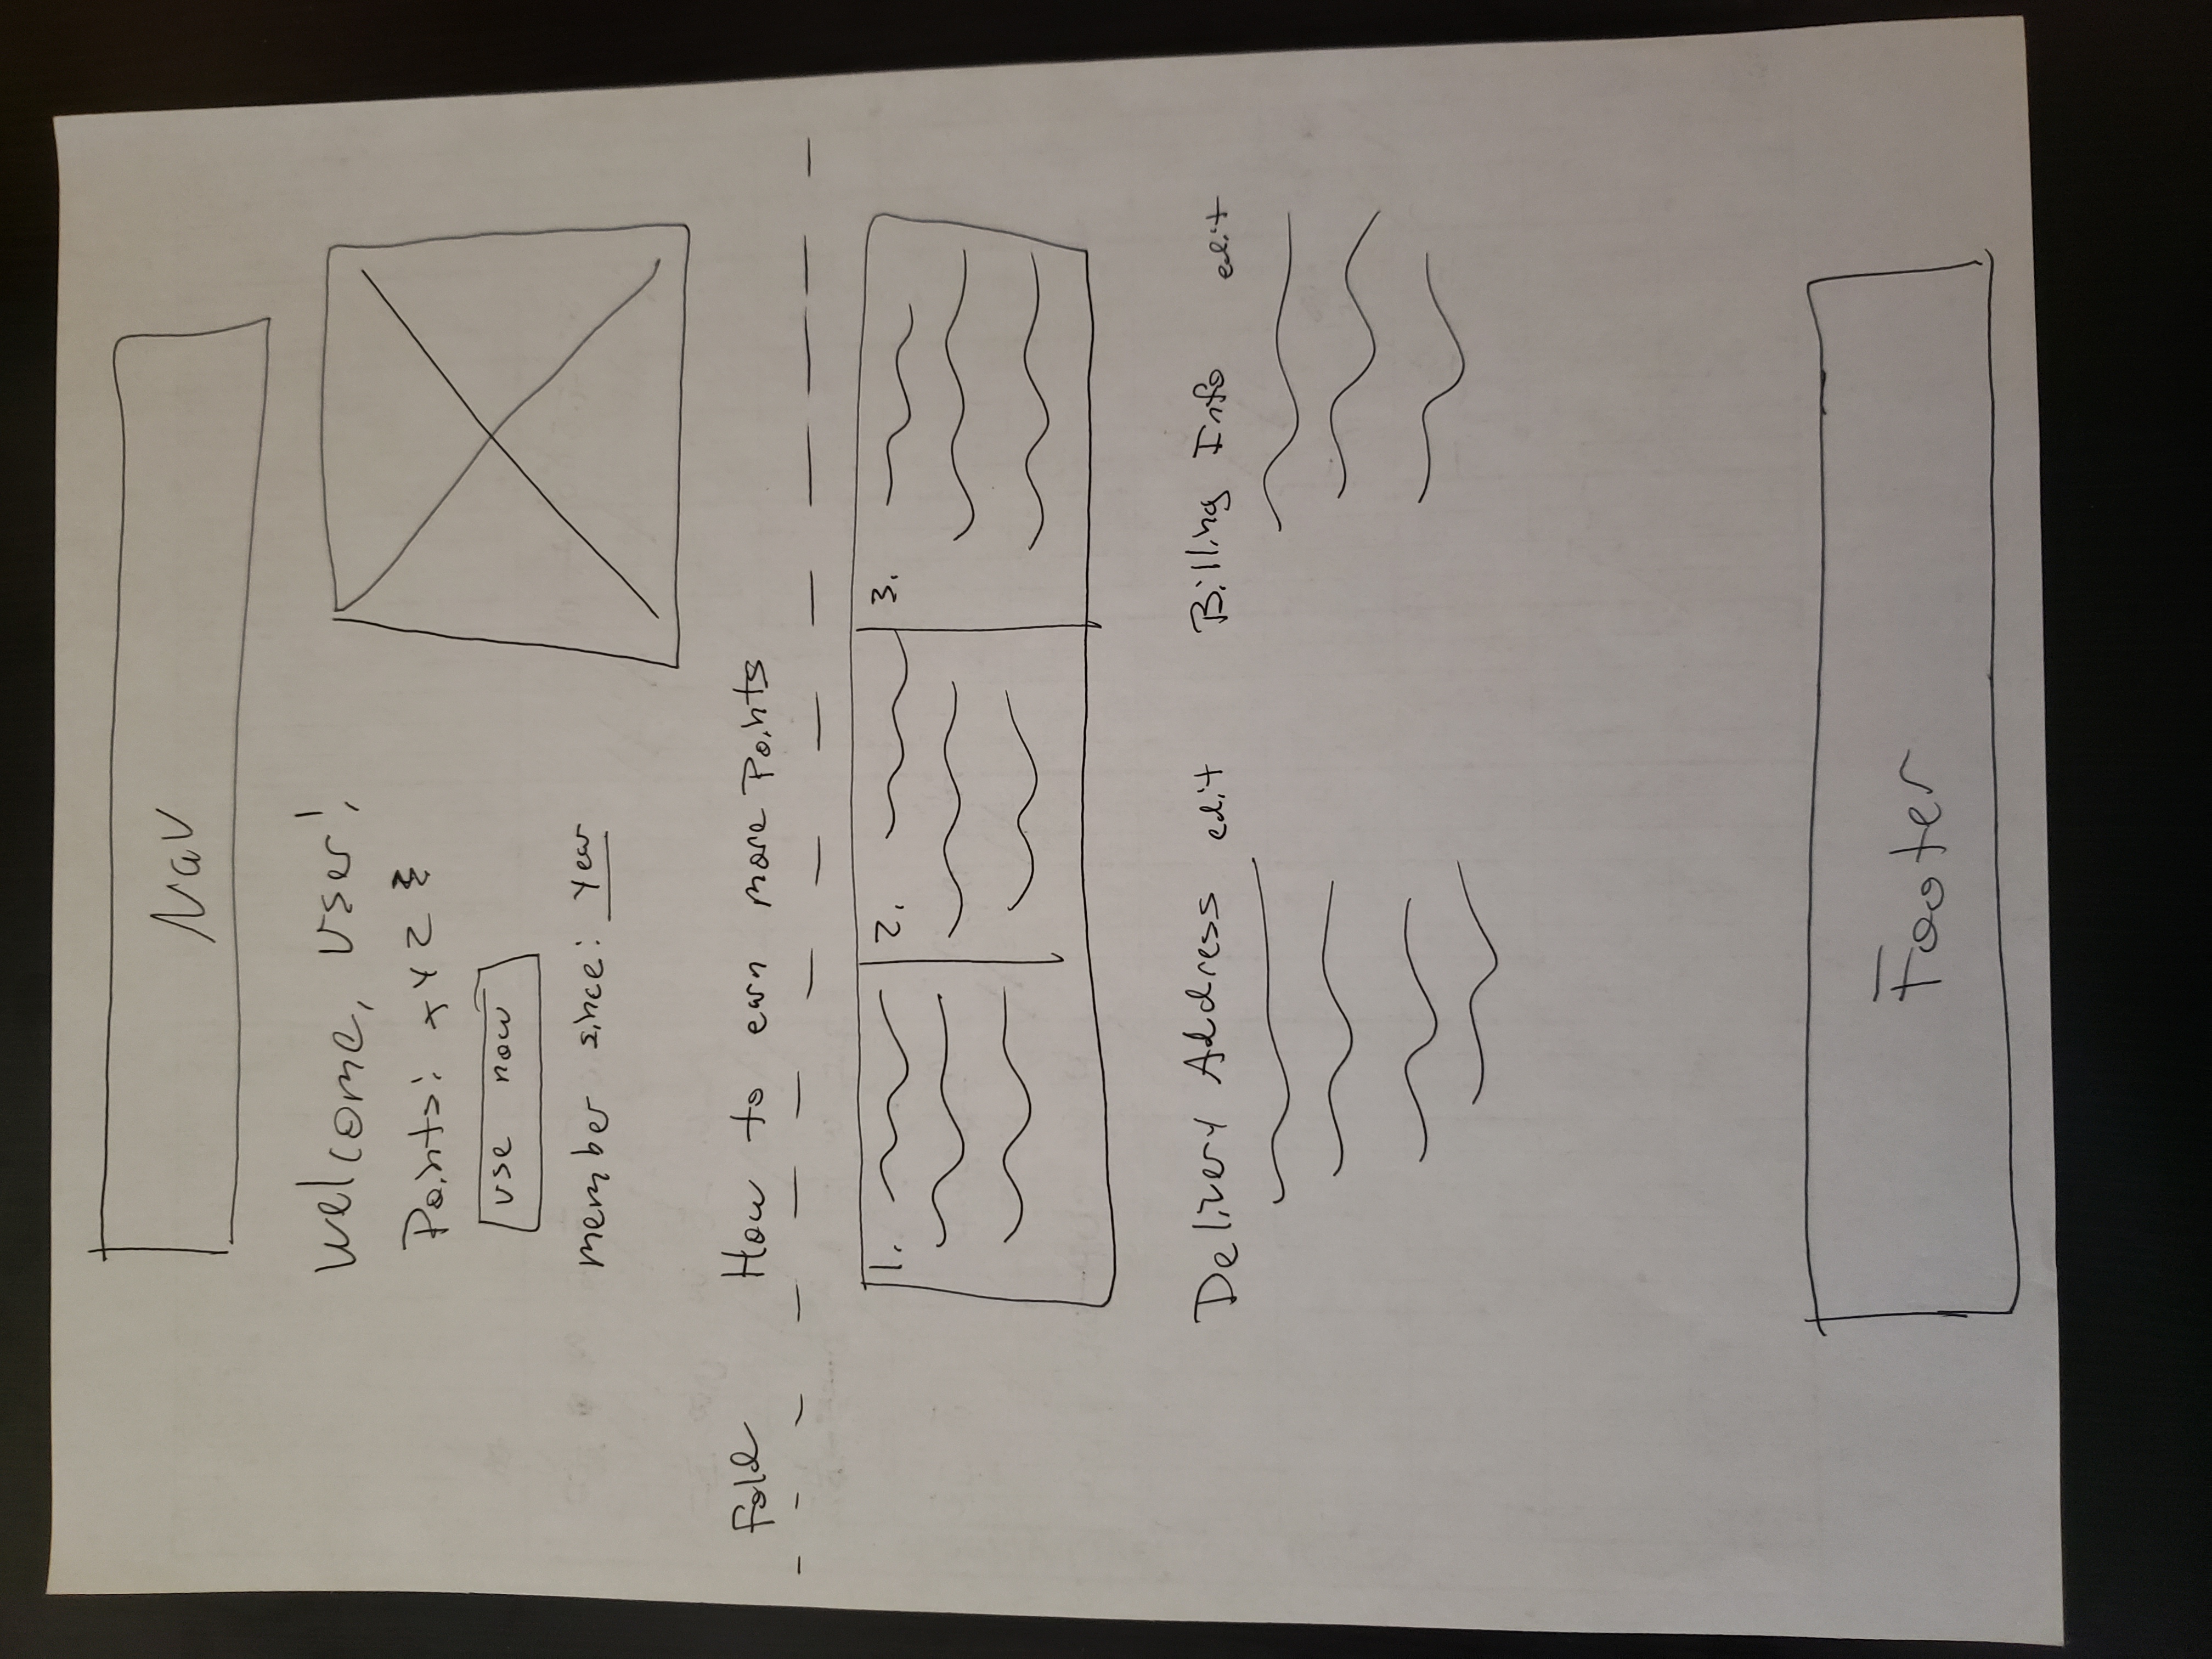 Nav
Welcome, User!
Points: XYZ
use now
member since: Year
Fold
How to earn more Points
1.
2.
3.
Delivery Address edit
Billing Info edit
Footer